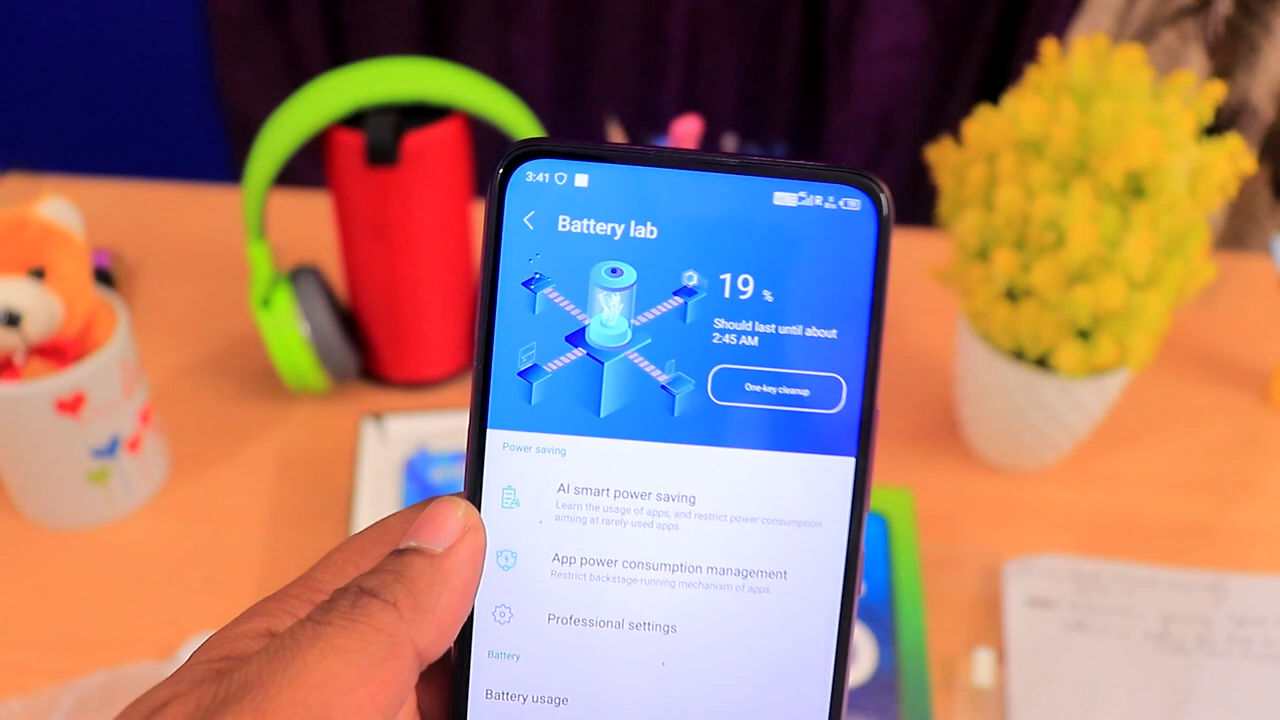 3:41
R
Battery lab
19 %
Should last until about
2:45 AM
One-key cleanup
Power saving
AI smart power saving
Learn the usage of apps, and restrict power consumption
aiming at rarely-used apps
App power consumption management
Restrict backstage-running mechanism of apps
Professional settings
Battery
Battery usage